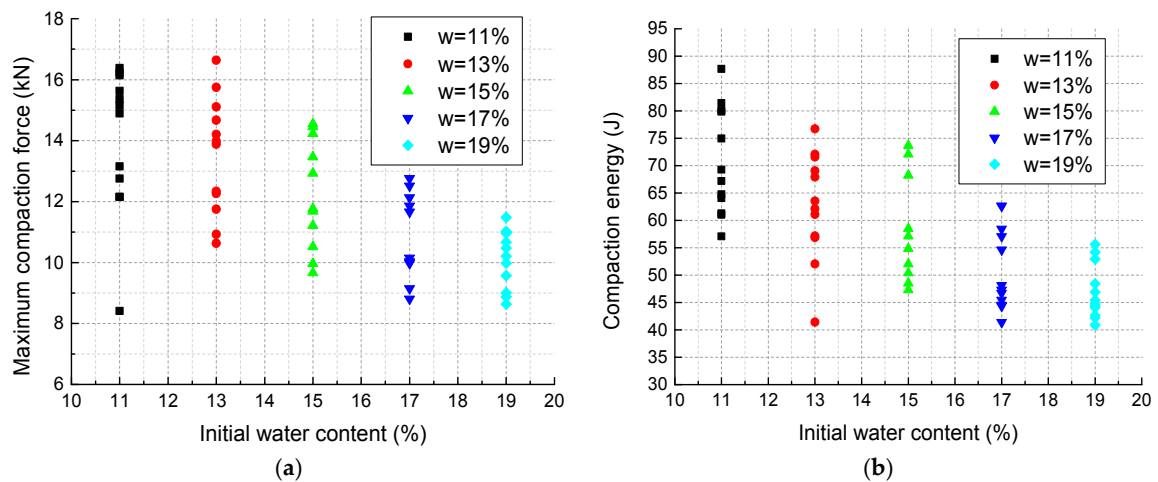 18
16
14
12
10
8
6
Maximum compaction force (kN)
w=11%
w=13%
w=15%
w=17%
w=19%
10 11 12 13 14 15 16 17 18 19 20
Initial water content (%)
(a)
95
90
85
80
75
70
65
60
55
50
45
40
35
30
Compaction energy (J)
w=11%
w=13%
w=15%
w=17%
w=19%
10 11 12 13 14 15 16 17 18 19 20
Initial water content (%)
(b)